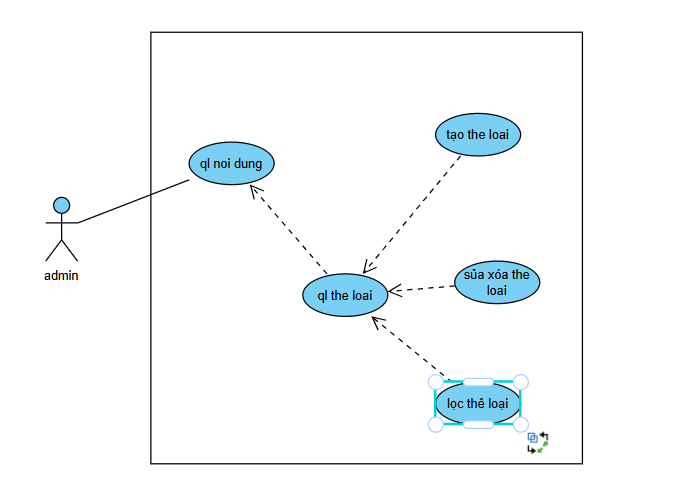 tạo the loai
ql noi dung
admin
sủa xóa the
loai
ql the loai
lọc thê loại